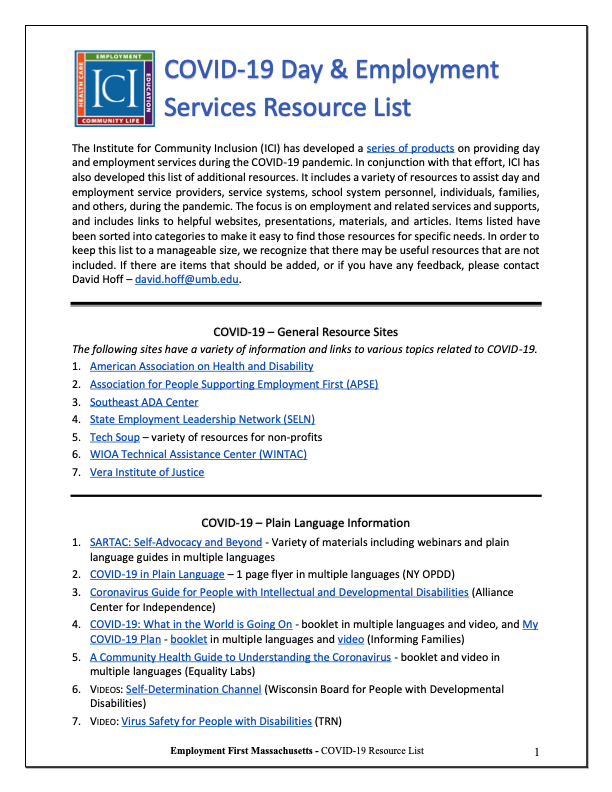 EMPLOYMENT
HEALTH CARE
ICI
EDUCATION
COMMUNITY LIFE
COVID-19 Day & Employment
Services Resource List
The Institute for Community Inclusion (ICI) has developed a series of products on providing day
and employment services during the COVID-19 pandemic. In conjunction with that effort, ICI has
also developed this list of additional resources. It includes a variety of resources to assist day and
employment service providers, service systems, school system personnel, individuals, families,
and others, during the pandemic. The focus is on employment and related services and supports,
and includes links to helpful websites, presentations, materials, and articles. Items listed have
been sorted into categories to make it easy to find those resources for specific needs. In order to
keep this list to a manageable size, we recognize that there may be useful resources that are not
included. If there are items that should be added, or if you have any feedback, please contact
David Hoff – david.hoff@umb.edu.
COVID-19 – General Resource Sites
The following sites have a variety of information and links to various topics related to COVID-19.
1. American Association on Health and Disability
2. Association for People Supporting Employment First (APSE)
3. Southeast ADA Center
4. State Employment Leadership Network (SELN)
5. Tech Soup – variety of resources for non-profits
6. WIOA Technical Assistance Center (WINTAC)
7. Vera Institute of Justice
COVID-19 – Plain Language Information
1. SARTAC: Self-Advocacy and Beyond - Variety of materials including webinars and plain
language guides in multiple languages
2. COVID-19 in Plain Language – 1 page flyer in multiple languages (NY OPDD)
3. Coronavirus Guide for People with Intellectual and Developmental Disabilities (Alliance
Center for Independence)
4. COVID-19: What in the World is Going On - booklet in multiple languages and video, and My
COVID-19 Plan - booklet in multiple languages and video (Informing Families)
5. A Community Health Guide to Understanding the Coronavirus - booklet and video in
multiple languages (Equality Labs)
6. VIDEOS: Self-Determination Channel (Wisconsin Board for People with Developmental
Disabilities)
7. VIDEO: Virus Safety for People with Disabilities (TRN)
Employment First Massachusetts - COVID-19 Resource List 1